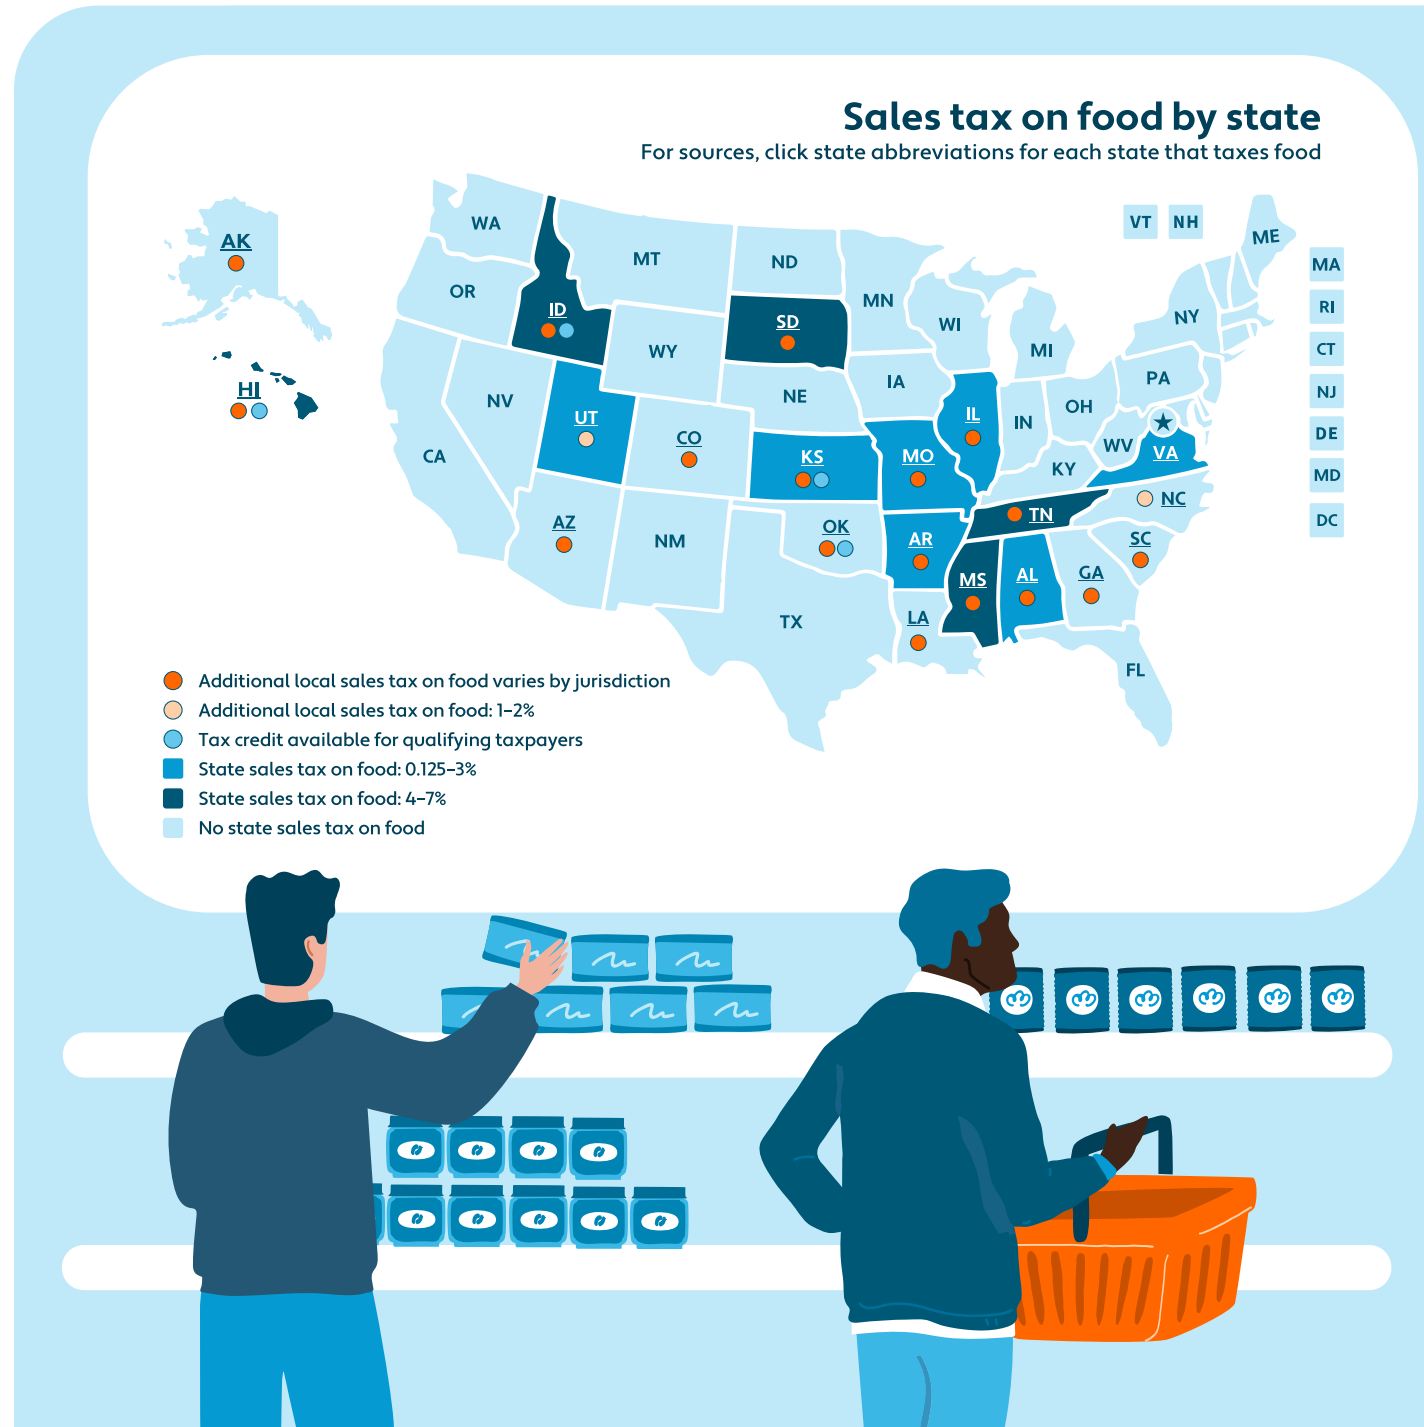 Sales tax on food by state
For sources, click state abbreviations for each state that taxes food
AK
HI
WA
OR
CA
NV
ID
MT
WY
UT
CO
AZ
NM
ND
SD
NE
KS
OK
TX
MN
IA
MO
AR
LA
WI
IL
MI
IN
OH
KY
TN
MS
AL
GA
FL
SC
NC
VA
WV
PA
NY
ME
VT
NH
MA
RI
CT
NJ
DE
MD
DC
Additional local sales tax on food varies by jurisdiction
Additional local sales tax on food: 1–2%
Tax credit available for qualifying taxpayers
State sales tax on food: 0.125–3%
State sales tax on food: 4–7%
No state sales tax on food